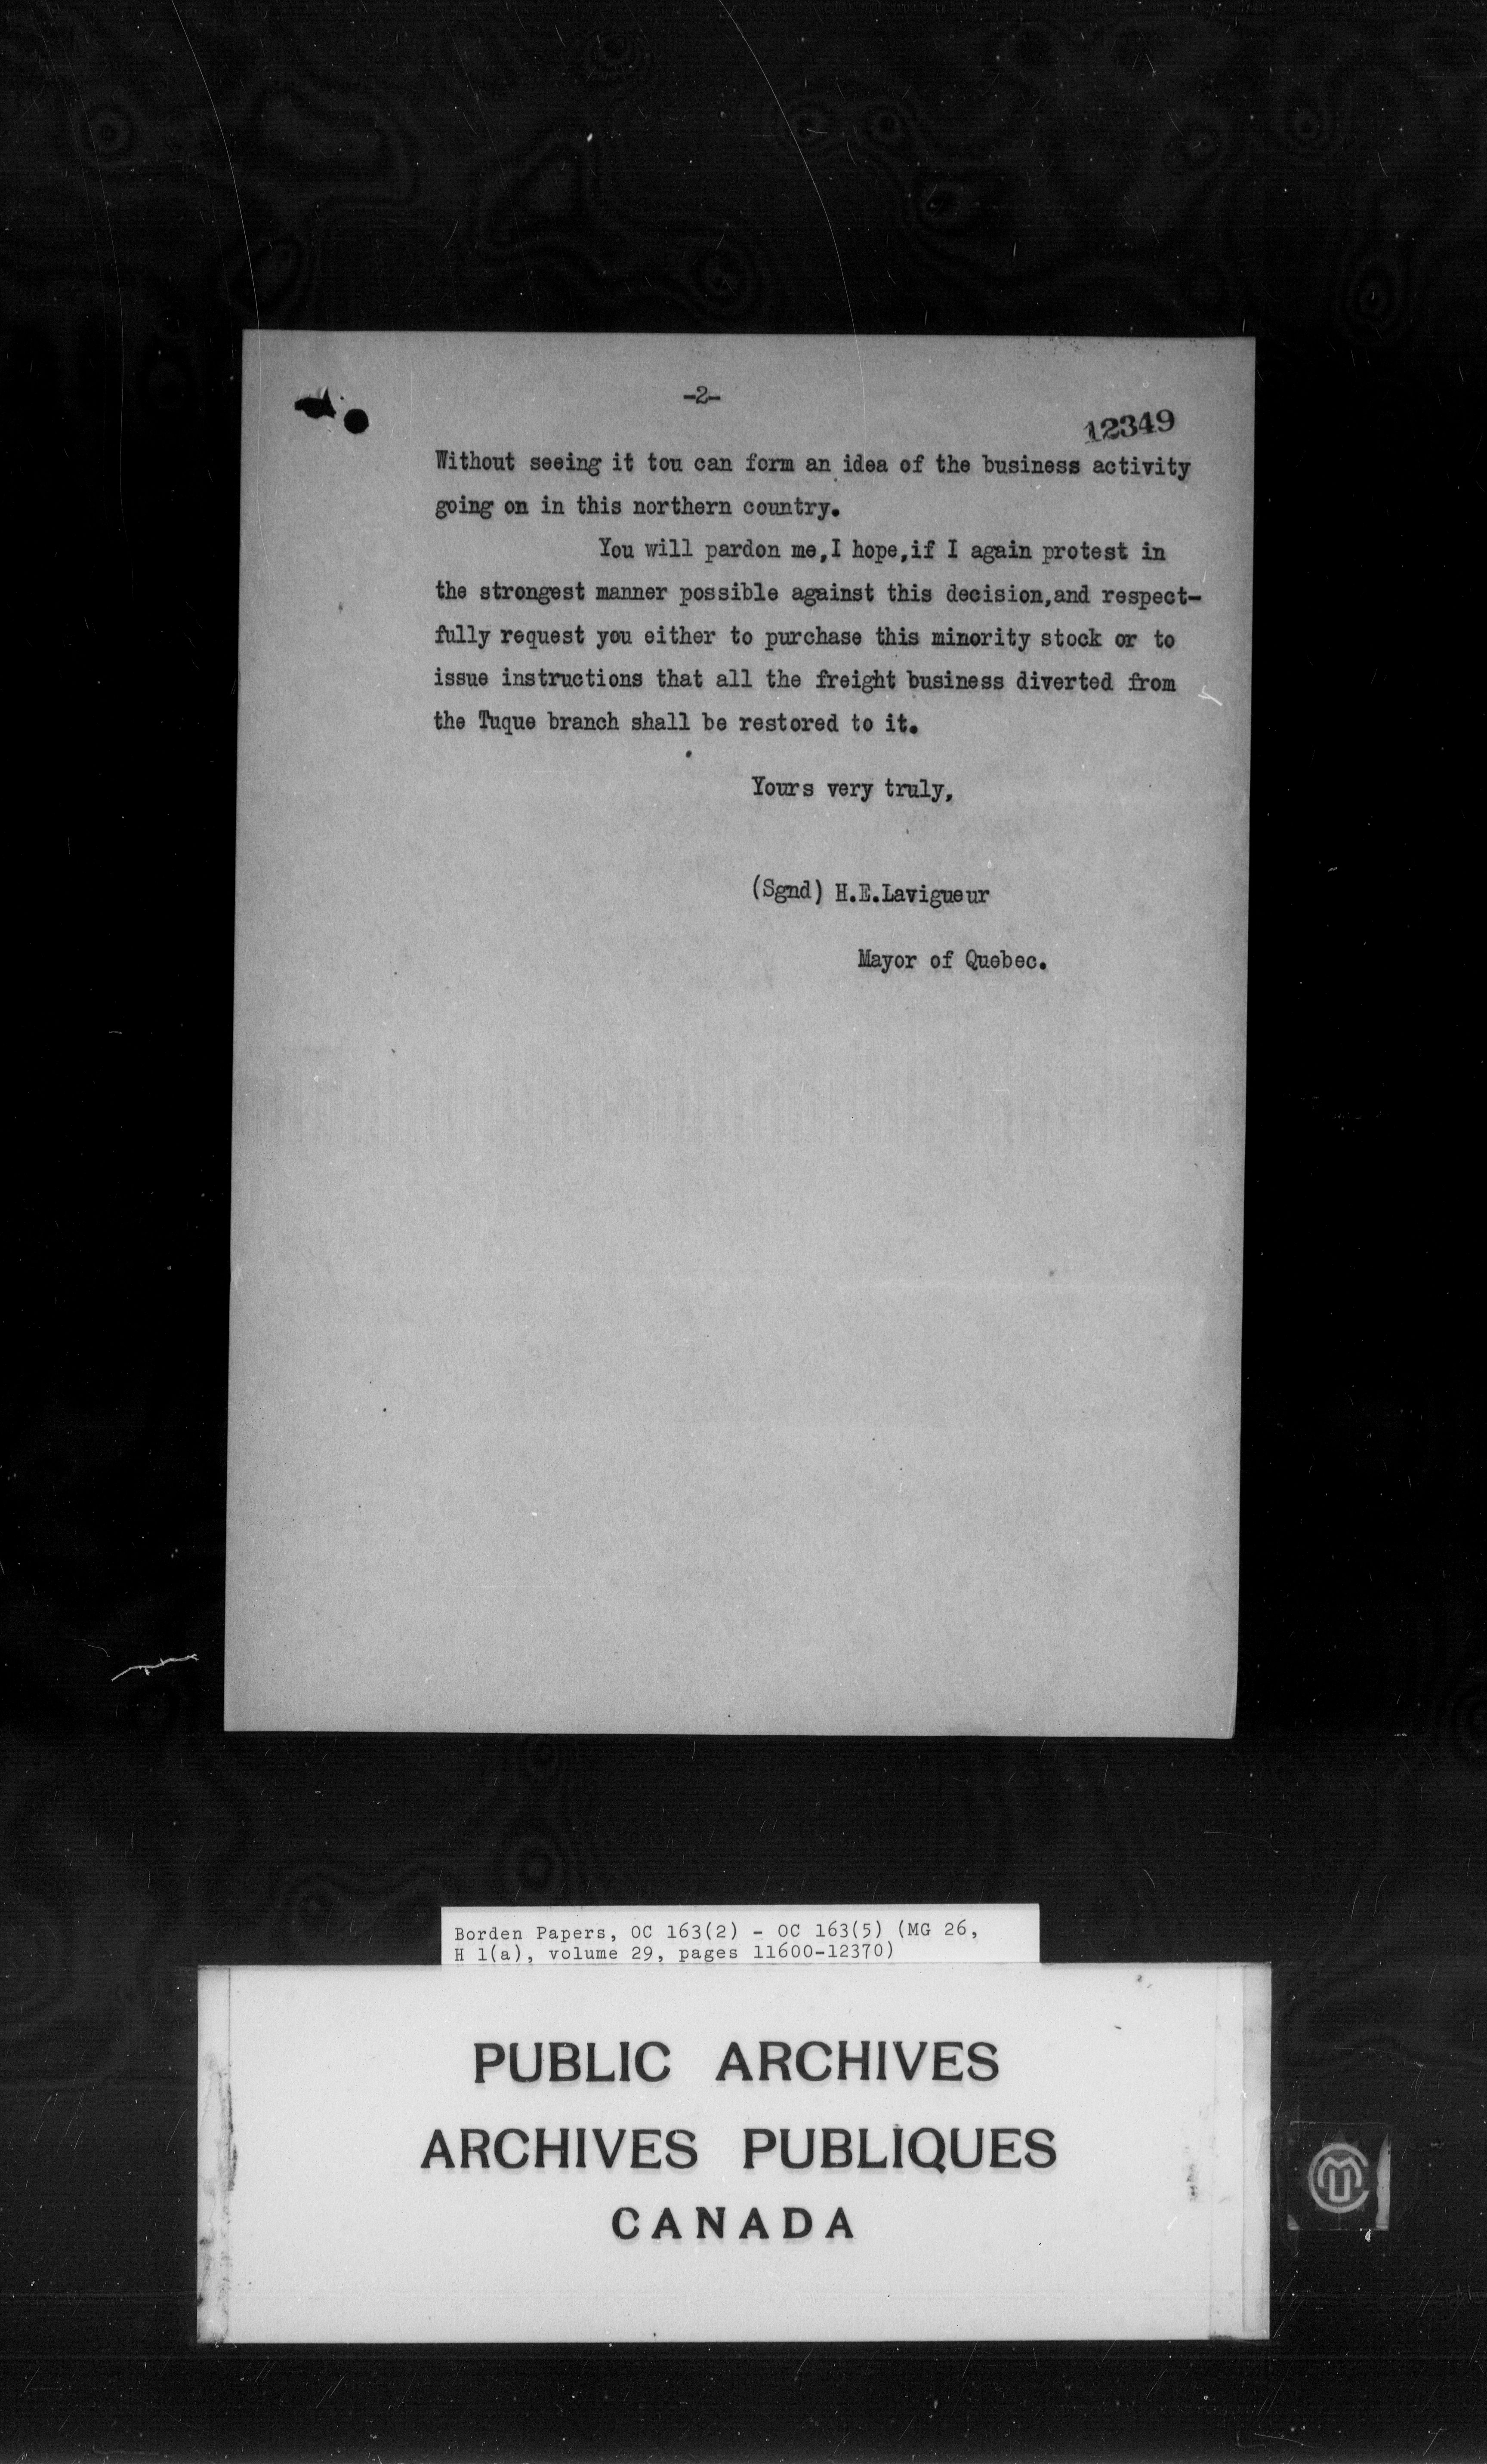 -2-
12349
Without seeing it tou can form an idea of the business activity
going on in this northern country.
You will pardon me,I hope,if I again protest in
the strongest manner possible against this decision,and respect-
fully request you either to purchase this minority stock or to
issue instructions that all the freight business diverted from
the Tuque branch shall be restored to it.
Yours very truly,
(Sgnd) H.E.Lavigueur
Mayor of Quebec.
Borden Papers, OC 163(2) - OC 163(5) (MG 26,
H 1(a), volume 29, pages 11600-12370)
PUBLIC ARCHIVES
ARCHIVES PUBLIQUES
CANADA